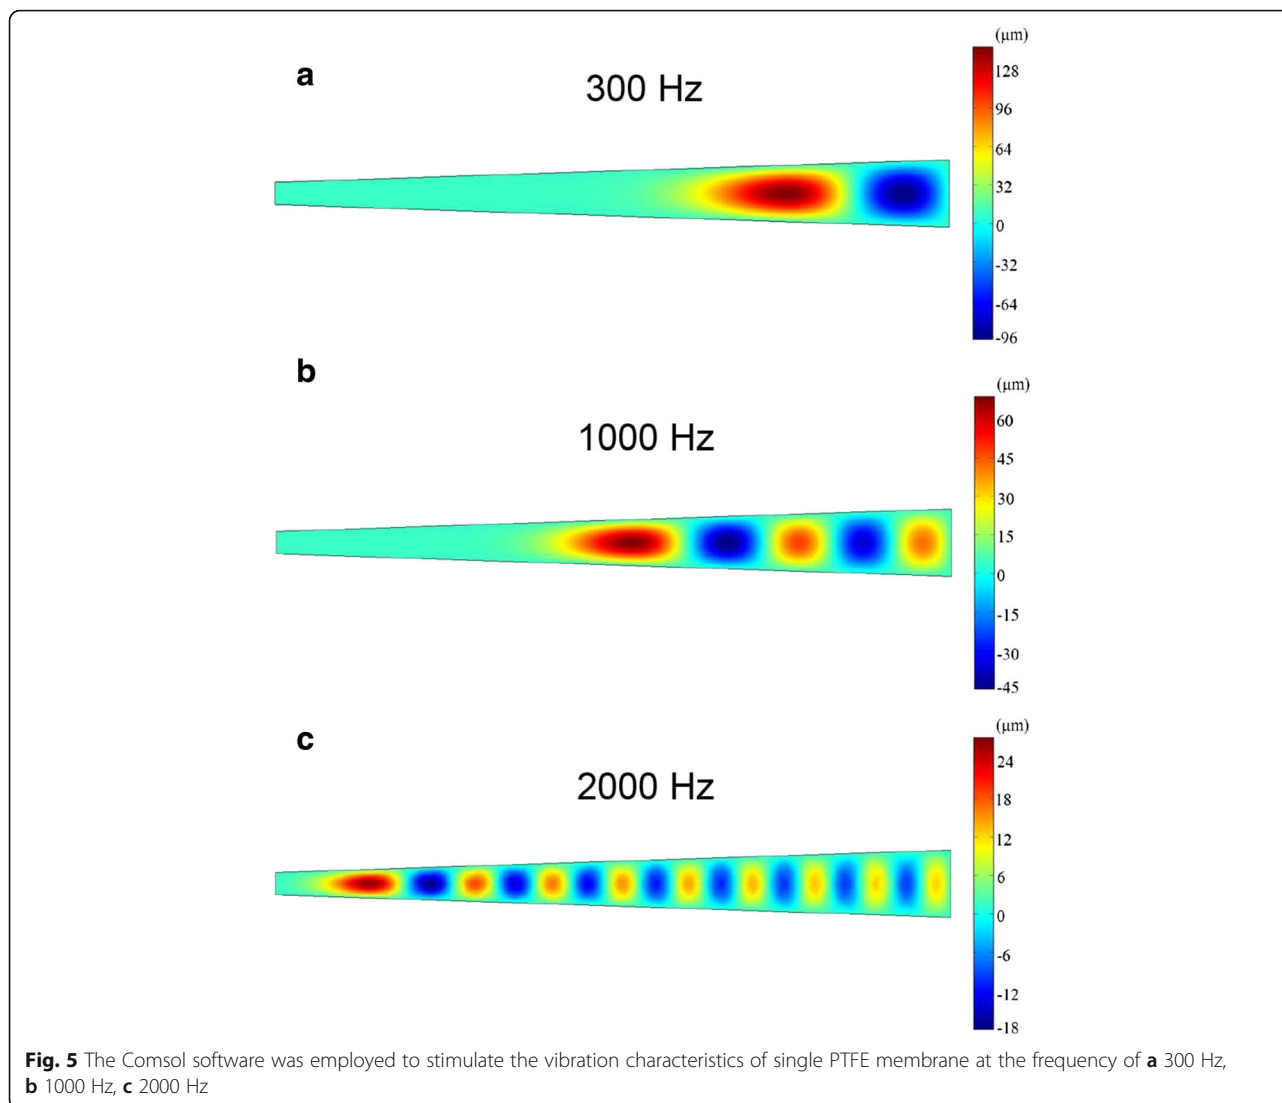 (μm)
a
300 Hz
128
96
64
32
0
-32
-64
-96
b
(μm)
1000 Hz
60
45
30
15
0
-15
-30
-45
c
(μm)
2000 Hz
24
18
12
6
0
-6
-12
-18
Fig. 5 The Comsol software was employed to stimulate the vibration characteristics of single PTFE membrane at the frequency of a 300 Hz,
b 1000 Hz, c 2000 Hz